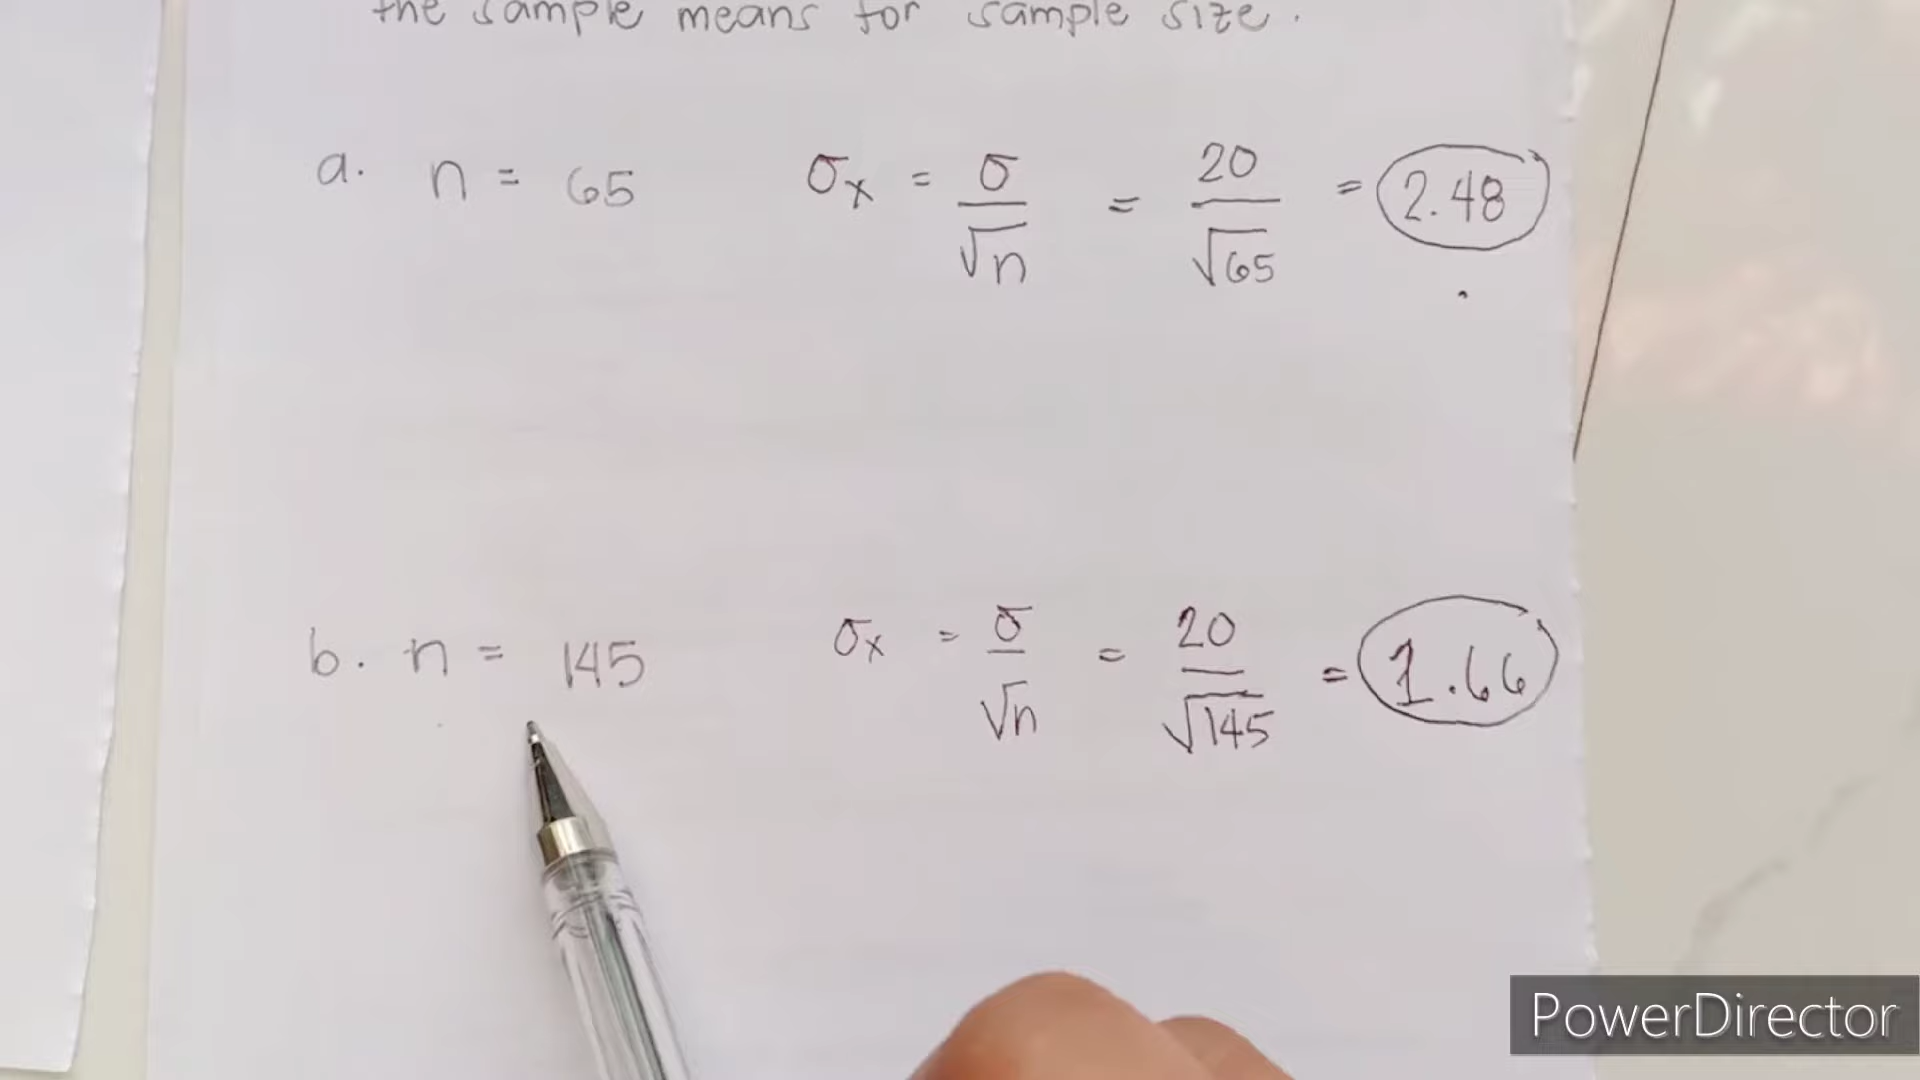 the sample means for sample size.
a. n = 65 σx = σ/√n = 20/√65 = 2.48
b. n = 145 σx = σ/√n = 20/√145 = 1.66
PowerDirector